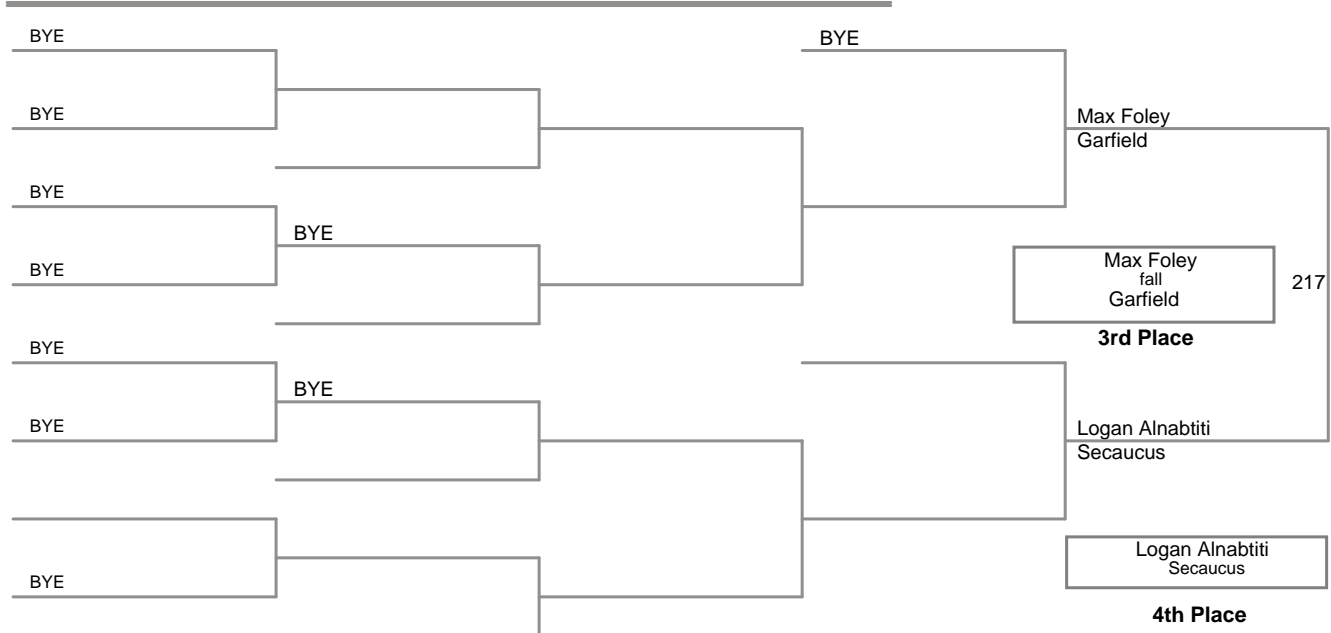 BYE
BYE
BYE
Max Foley
Garfield
BYE
BYE
BYE
Max Foley
fall
Garfield
217
3rd Place
BYE
BYE
BYE
Logan Alnabtiti
Secaucus
Logan Alnabtiti
Secaucus
BYE
4th Place